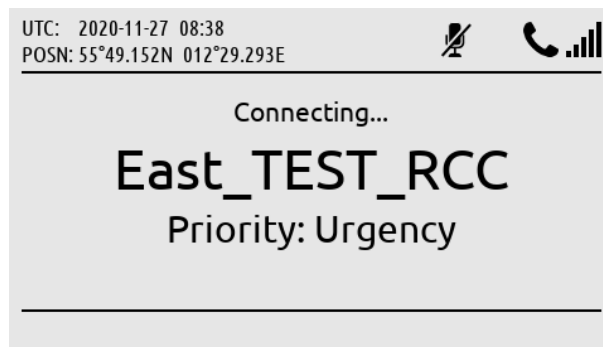 UTC: 2020-11-27 08:38
POSN: 55°49.152N 012°29.293E
Connecting...
East_TEST_RCC
Priority: Urgency